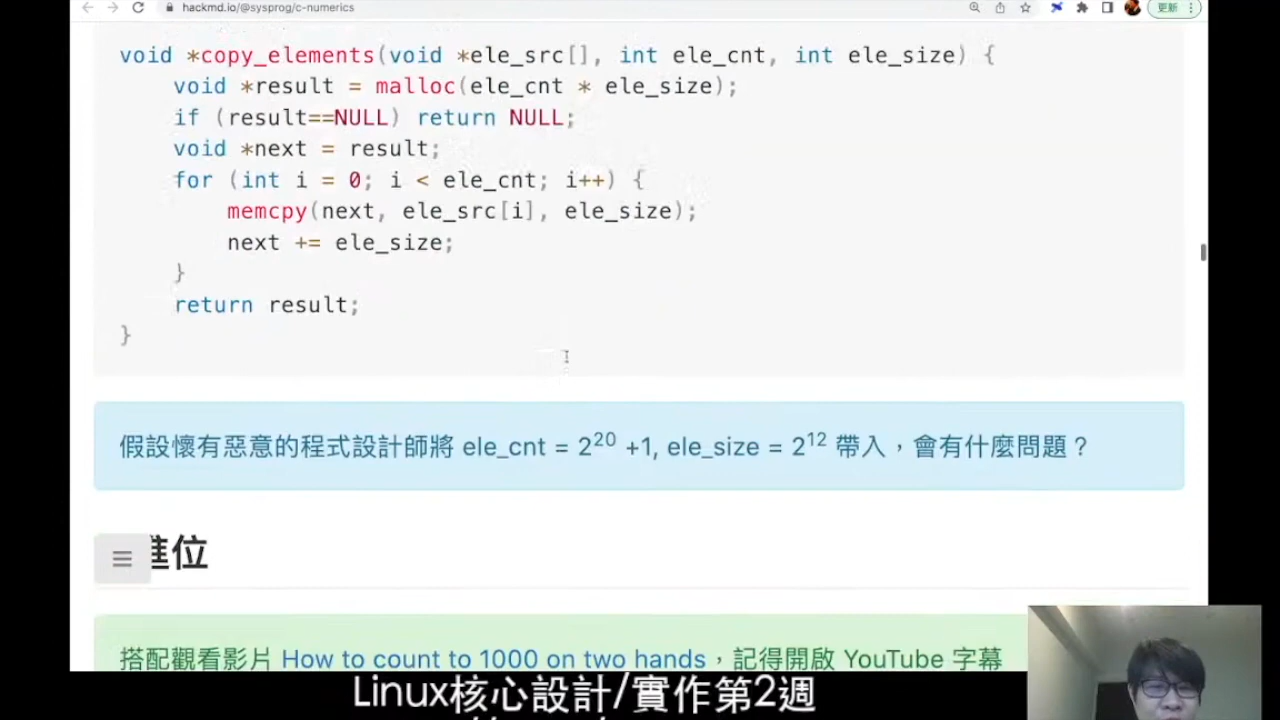 hackmd.io/@sysprog/c-numerics
更新
void *copy_elements(void *ele_src[], int ele_cnt, int ele_size) {
void *result = malloc(ele_cnt * ele_size);
if (result==NULL) return NULL;
void *next = result;
for (int i = 0; i < ele_cnt; i++) {
memcpy(next, ele_src[i], ele_size);
next += ele_size;
}
return result;
}
假設懷有惡意的程式設計師將 ele_cnt = 2²⁰ +1, ele_size = 2¹² 帶入，會有什麼問題？
進位
搭配觀看影片 How to count to 1000 on two hands，記得開啟 YouTube 字幕
Linux核心設計/實作第2週